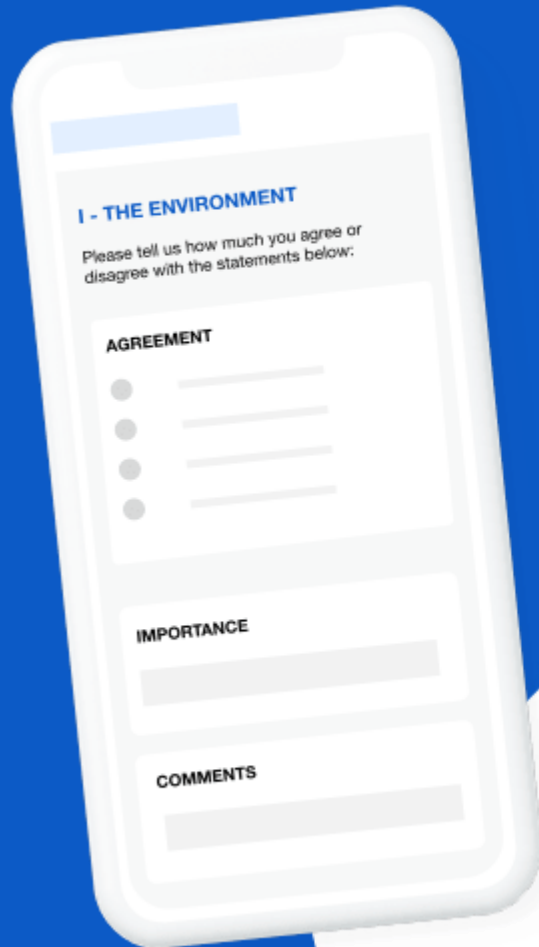 I - THE ENVIRONMENT
Please tell us how much you agree or
disagree with the statements below:
AGREEMENT
IMPORTANCE
COMMENTS